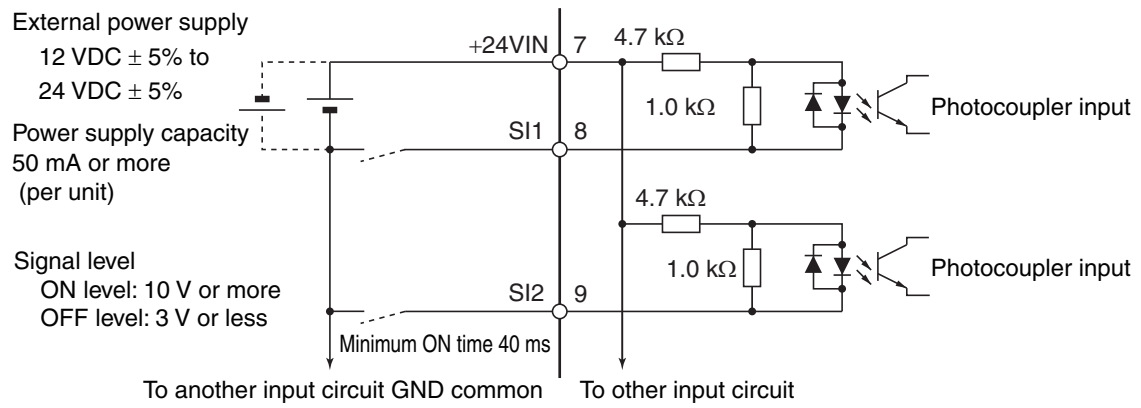 External power supply
12 VDC ± 5% to
24 VDC ± 5%
Power supply capacity
50 mA or more
(per unit)
Signal level
ON level: 10 V or more
OFF level: 3 V or less
+24VIN 7
4.7 kΩ
1.0 kΩ
Photocoupler input
SI1 8
4.7 kΩ
1.0 kΩ
Photocoupler input
SI2 9
Minimum ON time 40 ms
To another input circuit GND common
To other input circuit